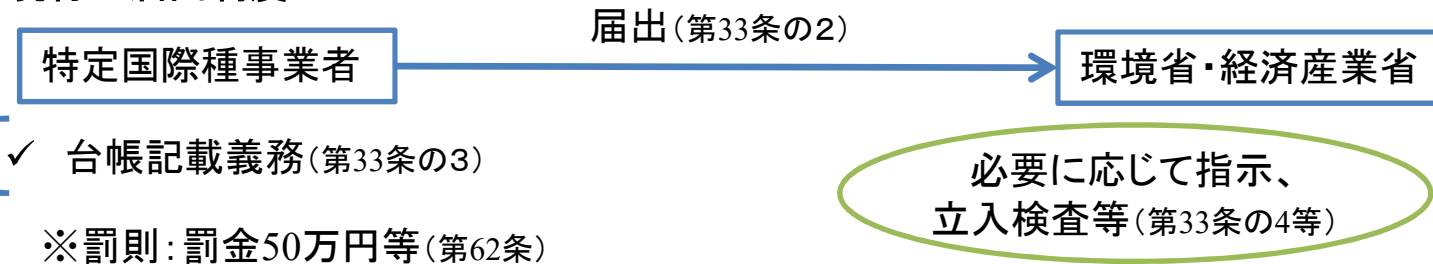 届出(第33条の2)
特定国際種事業者
環境省・経済産業省
✓ 台帳記載義務(第33条の3)
必要に応じて指示、
立入検査等(第33条の4等)
※罰則:罰金50万円等(第62条)